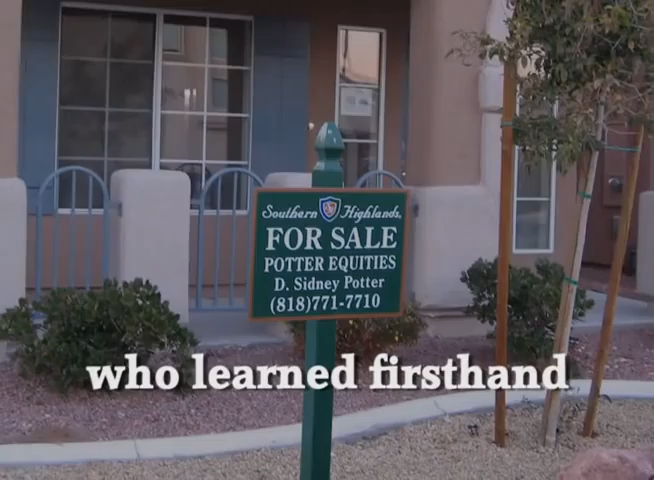 Southern Highlands
FOR SALE
POTTER EQUITIES
D. Sidney Potter
(818)771-7710
who learned firsthand